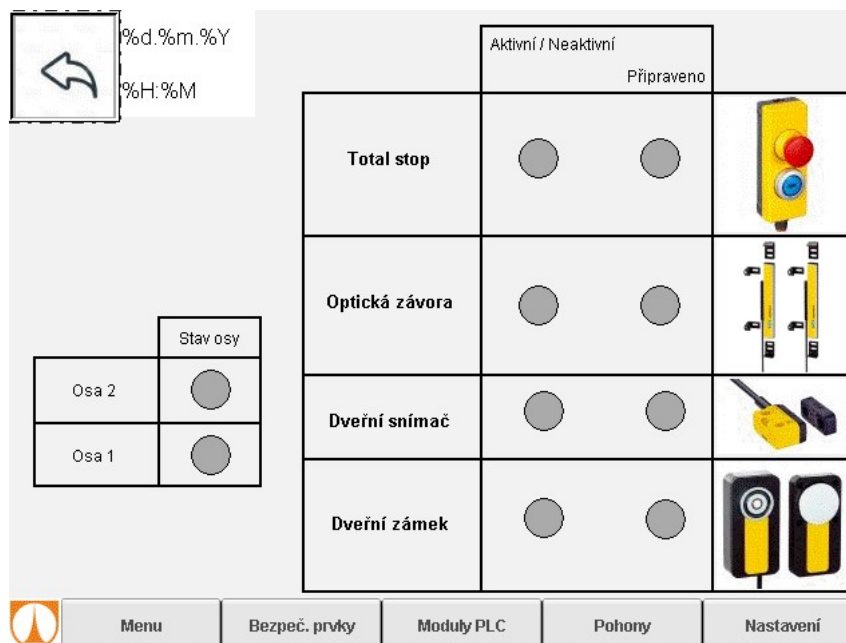 %d.%m.%Y
%H:%M
Aktivní / Neaktivní
Připraveno
Total stop
Optická závora
Stav osy
Osa 2
Dveřní snímač
Osa 1
Dveřní zámek
Menu
Bezpeč. prvky
Moduly PLC
Pohony
Nastavení